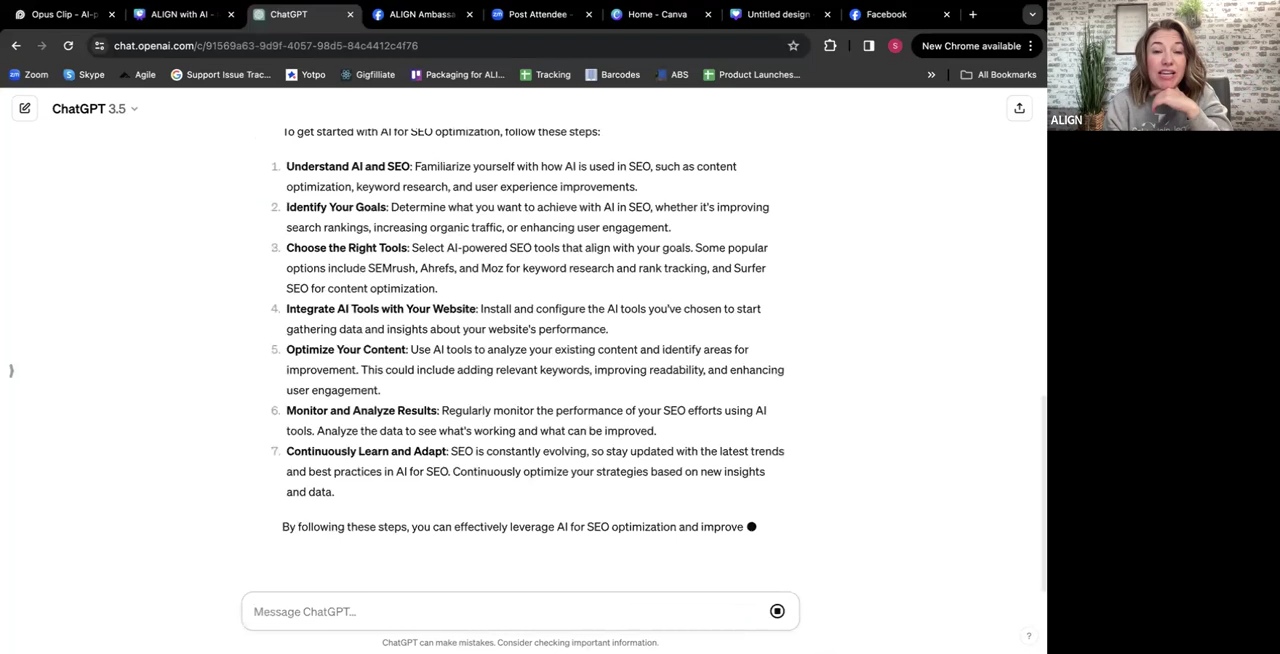 Opus Clip - AI-p
ALIGN with AI -
ChatGPT
ALIGN Ambassa
Post Attendee -
Home - Canva
Untitled design
Facebook
chat.openai.com/c/91569a63-9d9f-4057-98d5-84c4412c4f76
S
New Chrome available
zm Zoom
Skype
Agile
Support Issue Trac...
Yotpo
Gigfilliate
Packaging for ALI...
Tracking
Barcodes
ABS
Product Launches...
»
All Bookmarks
ALIGN
ChatGPT 3.5
To get started with AI for SEO optimization, follow these steps:
1. Understand AI and SEO: Familiarize yourself with how AI is used in SEO, such as content
optimization, keyword research, and user experience improvements.
2. Identify Your Goals: Determine what you want to achieve with AI in SEO, whether it's improving
search rankings, increasing organic traffic, or enhancing user engagement.
3. Choose the Right Tools: Select AI-powered SEO tools that align with your goals. Some popular
options include SEMrush, Ahrefs, and Moz for keyword research and rank tracking, and Surfer
SEO for content optimization.
4. Integrate AI Tools with Your Website: Install and configure the AI tools you've chosen to start
gathering data and insights about your website's performance.
5. Optimize Your Content: Use AI tools to analyze your existing content and identify areas for
improvement. This could include adding relevant keywords, improving readability, and enhancing
user engagement.
6. Monitor and Analyze Results: Regularly monitor the performance of your SEO efforts using AI
tools. Analyze the data to see what's working and what can be improved.
7. Continuously Learn and Adapt: SEO is constantly evolving, so stay updated with the latest trends
and best practices in AI for SEO. Continuously optimize your strategies based on new insights
and data.
By following these steps, you can effectively leverage AI for SEO optimization and improve
Message ChatGPT...
ChatGPT can make mistakes. Consider checking important information.
?